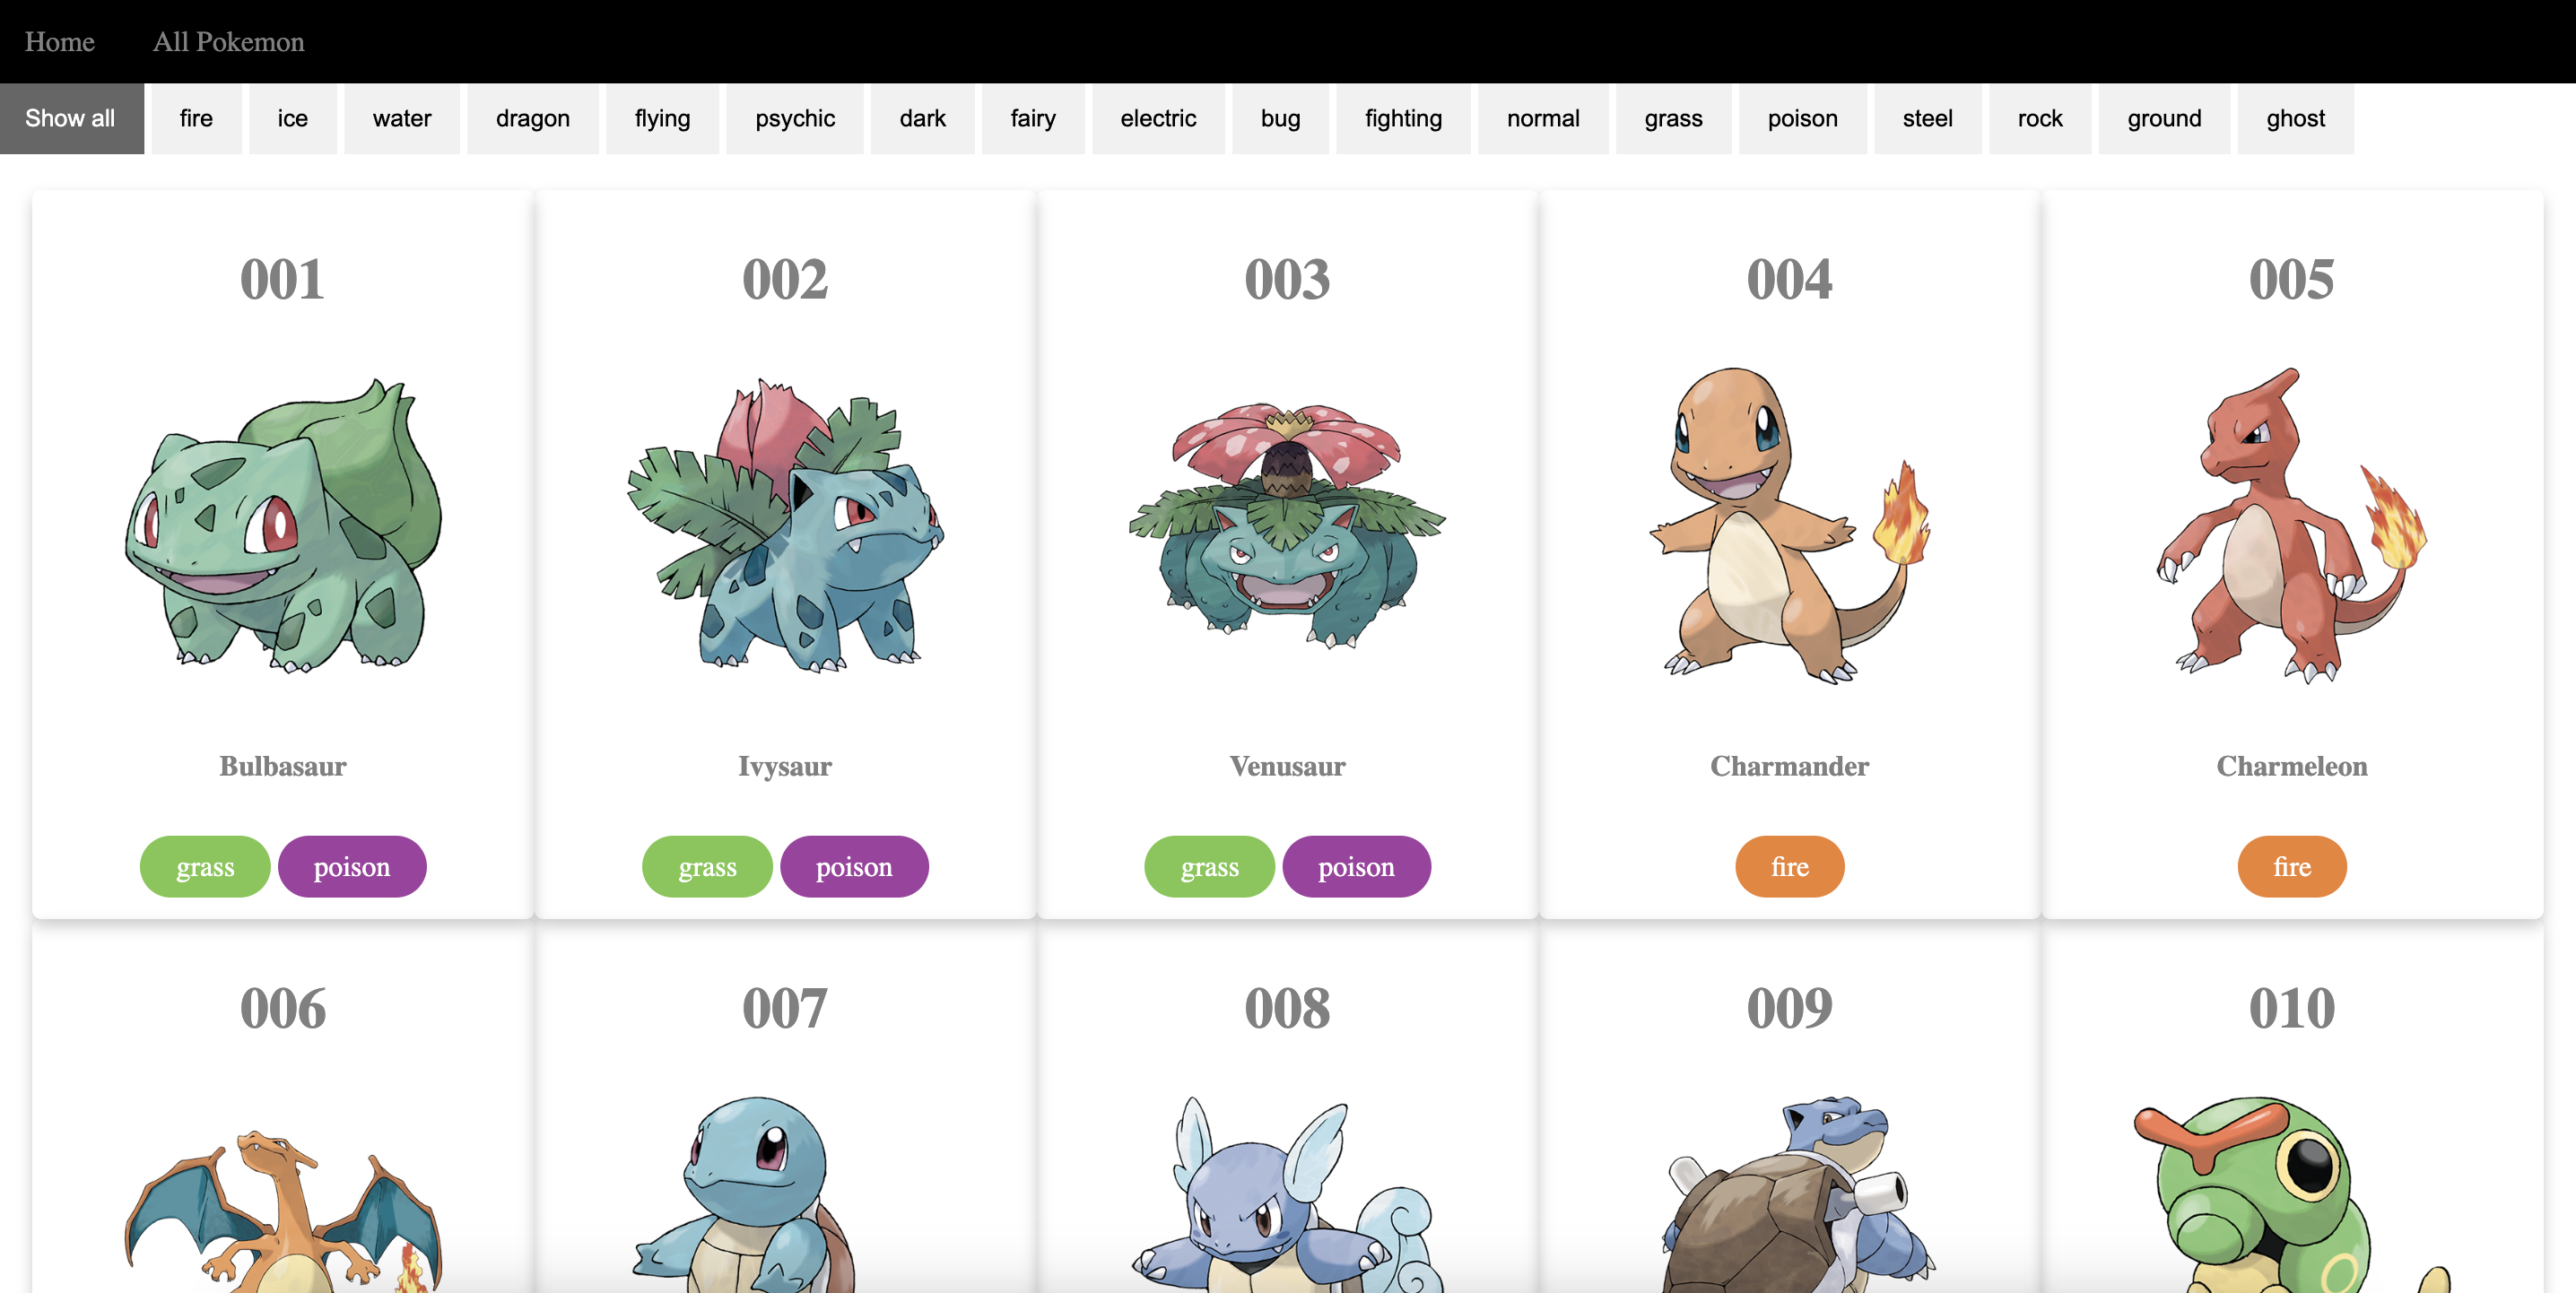 Home All Pokemon
Show all fire ice water dragon flying psychic dark fairy electric bug fighting normal grass poison steel rock ground ghost
001 002 003 004 005
Bulbasaur Ivysaur Venusaur Charmander Charmeleon
grass poison grass poison grass poison fire fire
006 007 008 009 010